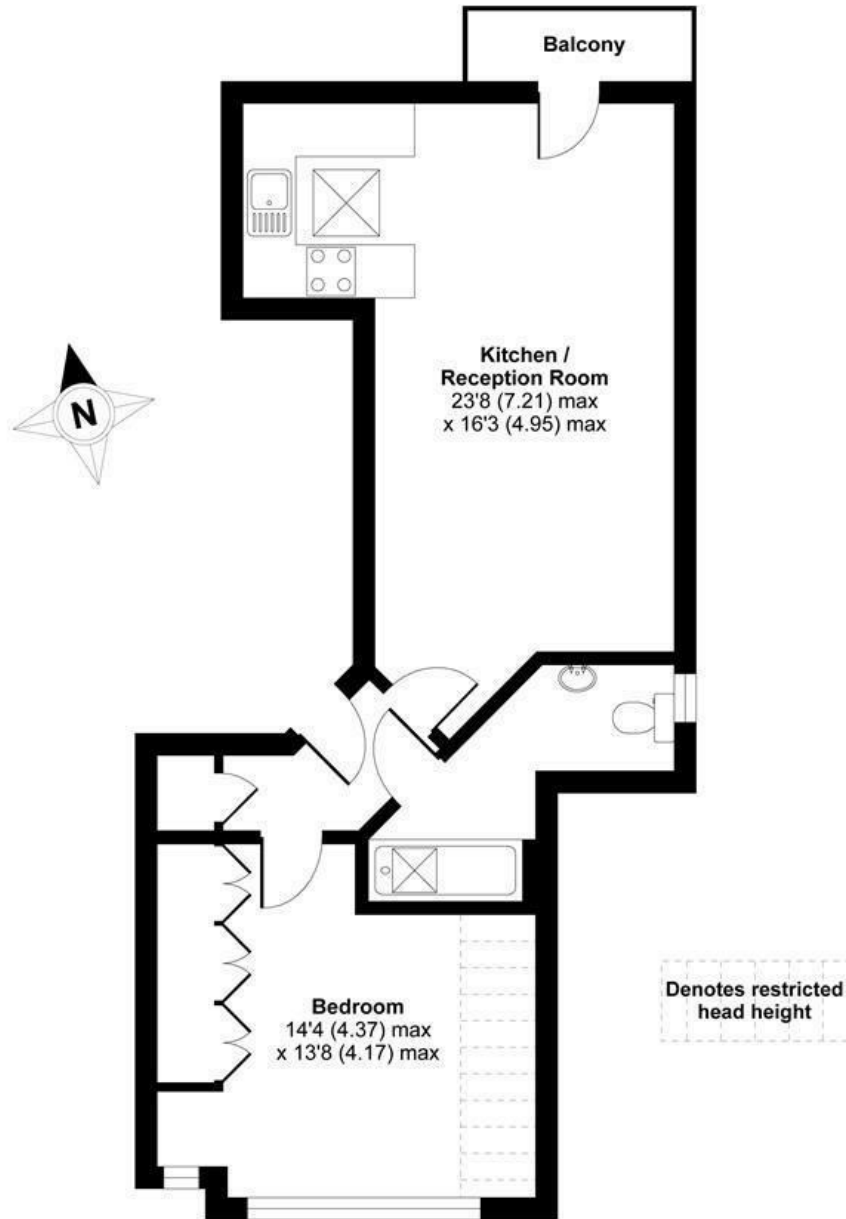 Balcony
Kitchen /
Reception Room
23'8 (7.21) max
x 16'3 (4.95) max
N
Bedroom
14'4 (4.37) max
x 13'8 (4.17) max
Denotes restricted
head height